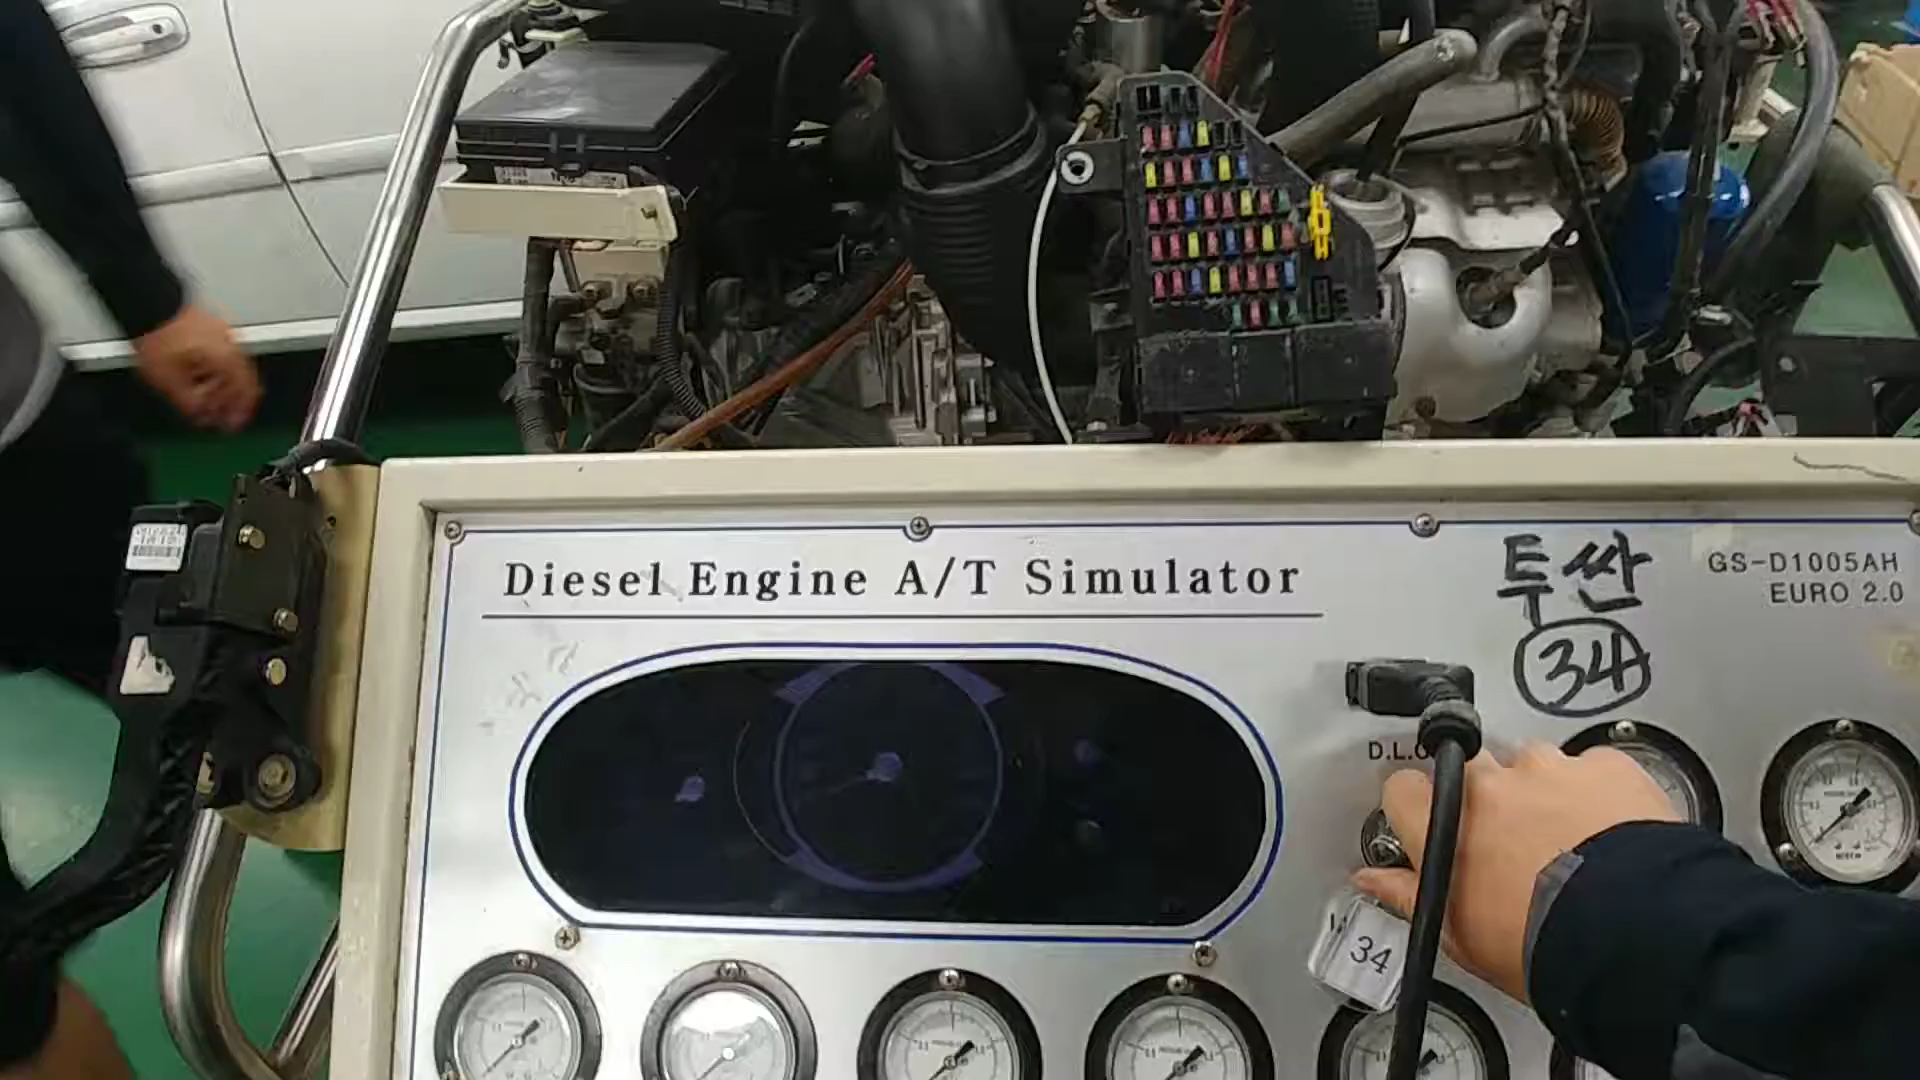 Diesel Engine A/T Simulator
투싼
34
GS-D1005AH
EURO 2.0
34